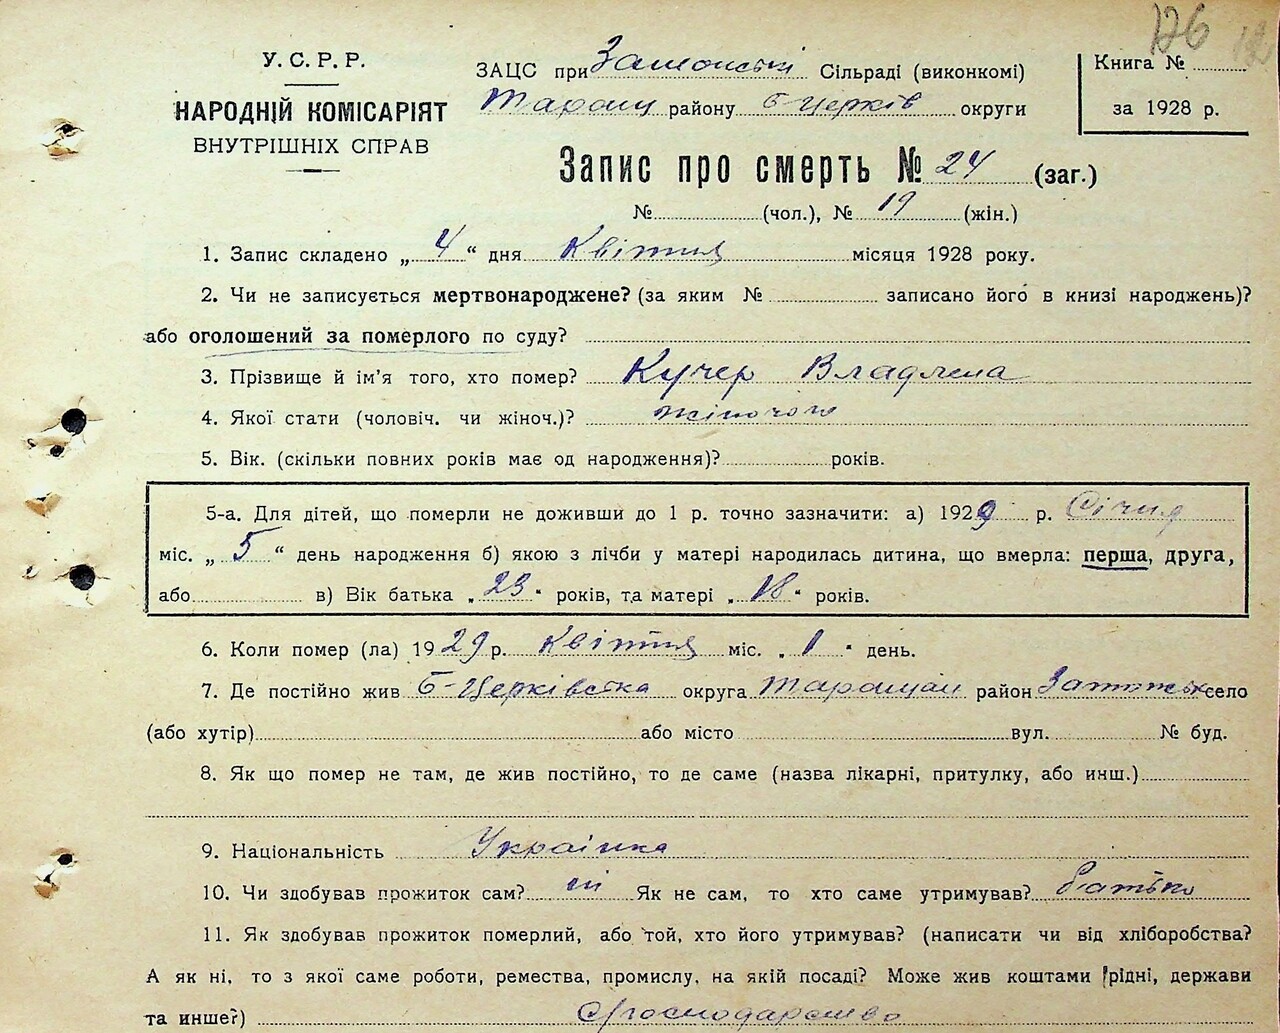 126
У. С. Р. Р.
НАРОДНІЙ КОМІСАРІЯТ
ВНУТРІШНІХ СПРАВ
ЗАЦС при Сільраді (виконкомі)
Таращ району Б-Церків округи
Книга №
за 1928 р.
Запис про смерть № 24 (заг.)
№ (чол.), № 19 (жін.)
1. Запис складено „ 4 “ дня Квітня місяця 1928 року.
2. Чи не записується мертвонароджене? (за яким № записано його в книзі народжень)?
або оголошений за померлого по суду?
3. Прізвище й ім’я того, хто помер? Кучер Владлена
4. Якої стати (чоловіч. чи жіноч.)? жіночого
5. Вік. (скільки повних років має од народження)? років.
5-а. Для дітей, що померли не доживши до 1 р. точно зазначити: а) 1929 р. Січня
міс. „ 5 “ день народження б) якою з лічби у матері народилась дитина, що вмерла: перша, друга,
або в) Вік батька „ 23 “ років, та матері „ 18 “ років.
6. Коли помер (ла) 1929 р. Квітня міс. „ 1 “ день.
7. Де постійно жив Б-Церківська округа Таращан район село
(або хутір) або місто вул. № буд.
8. Як що помер не там, де жив постійно, то де саме (назва лікарні, притулку, або инш.)
9. Національність Українка
10. Чи здобував прожиток сам? ні Як не сам, то хто саме утримував? батько
11. Як здобував прожиток померлий, або той, хто його утримував? (написати чи від хліборобства?
А як ні, то з якої саме роботи, ремества, промислу, на якій посаді? Може жив коштами рідні, держави
та инше?) С/господарство